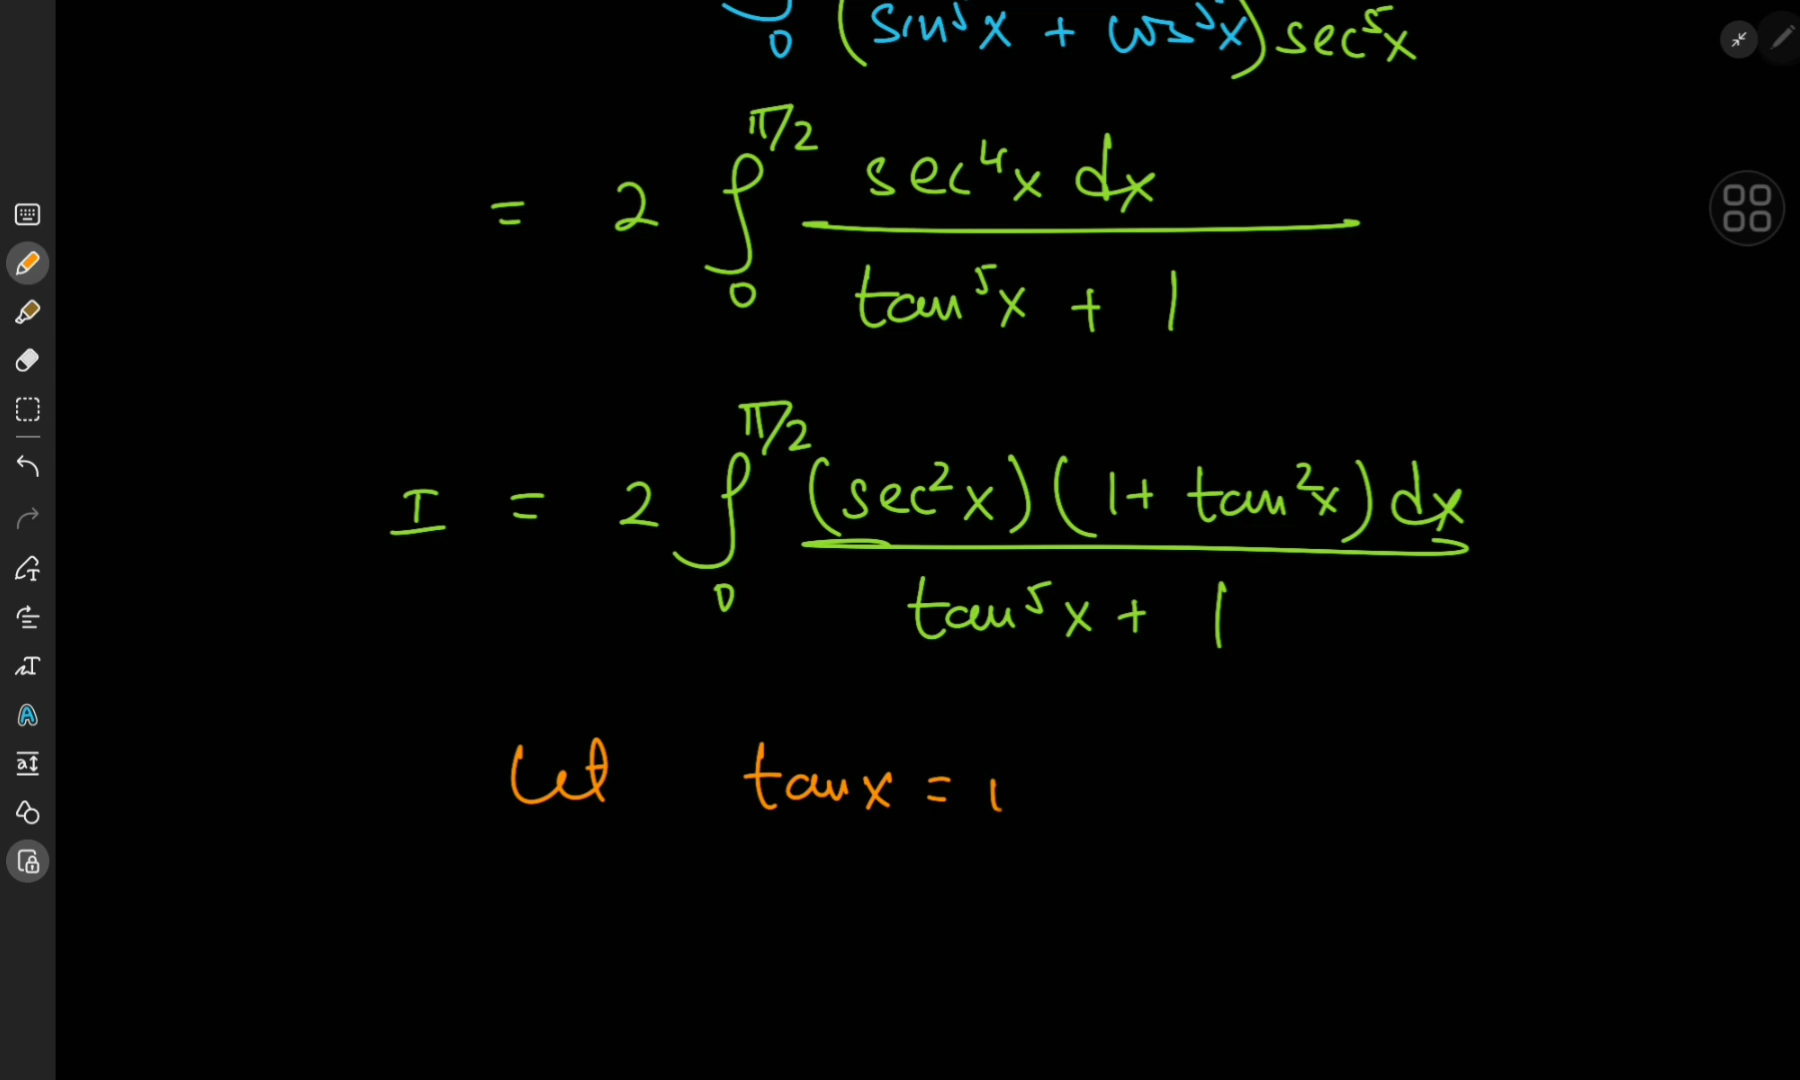 0 (sin⁵x + cos⁵x) sec⁵x
= 2 ∫₀^{π/2} sec⁴x dx / tan⁵x + 1
I = 2 ∫₀^{π/2} (sec²x)(1 + tan²x) dx / tan⁵x + 1
Let tanx =